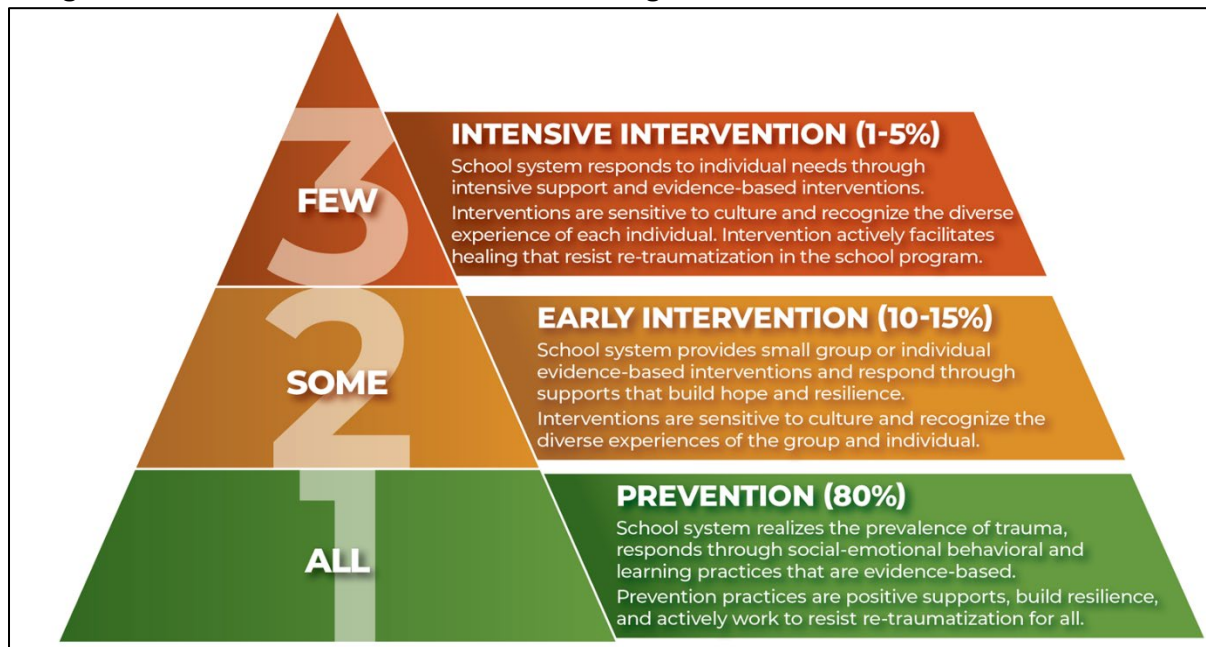 3
FEW
INTENSIVE INTERVENTION (1-5%)
School system responds to individual needs through
intensive support and evidence-based interventions.
Interventions are sensitive to culture and recognize the diverse
experience of each individual. Intervention actively facilitates
healing that resist re-traumatization in the school program.
2
SOME
EARLY INTERVENTION (10-15%)
School system provides small group or individual
evidence-based interventions and respond through
supports that build hope and resilience.
Interventions are sensitive to culture and recognize the
diverse experiences of the group and individual.
1
ALL
PREVENTION (80%)
School system realizes the prevalence of trauma,
responds through social-emotional behavioral and
learning practices that are evidence-based.
Prevention practices are positive supports, build resilience,
and actively work to resist re-traumatization for all.